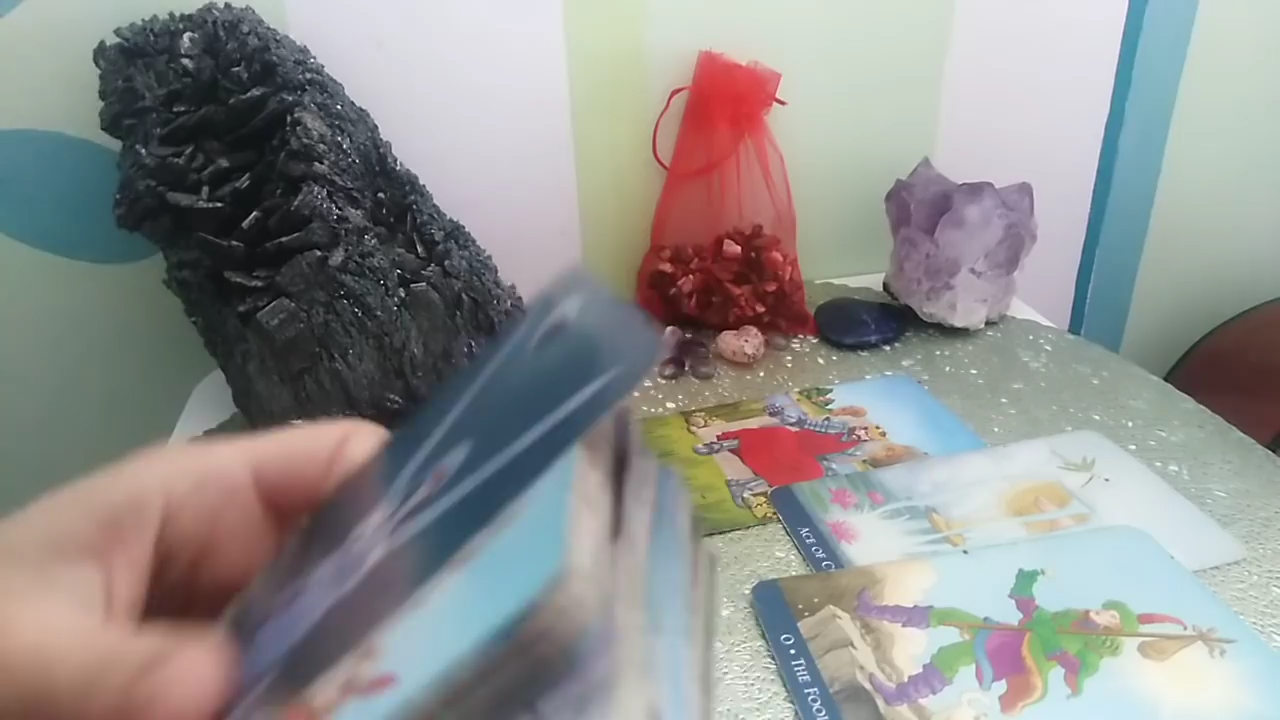 ACE OF C
0 • THE FOOL